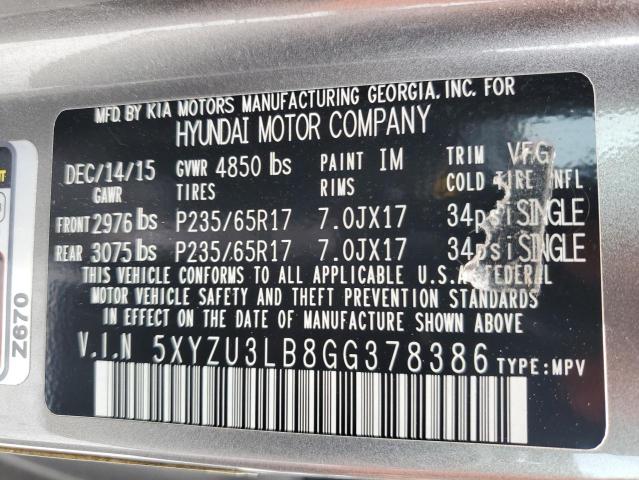 MFD. BY KIA MOTORS MANUFACTURING GEORGIA, INC. FOR
HYUNDAI MOTOR COMPANY
DEC/14/15 GVWR 4850 lbs PAINT IM TRIM VFG
GAWR TIRES RIMS COLD TIRE INFL
FRONT 2976 lbs P235/65R17 7.0JX17 34psi SINGLE
REAR 3075 lbs P235/65R17 7.0JX17 34psi SINGLE
THIS VEHICLE CONFORMS TO ALL APPLICABLE U.S.A. FEDERAL
MOTOR VEHICLE SAFETY AND THEFT PREVENTION STANDARDS
IN EFFECT ON THE DATE OF MANUFACTURE SHOWN ABOVE.
V.I.N 5XYZU3LB8GG378386 TYPE:MPV
Z670